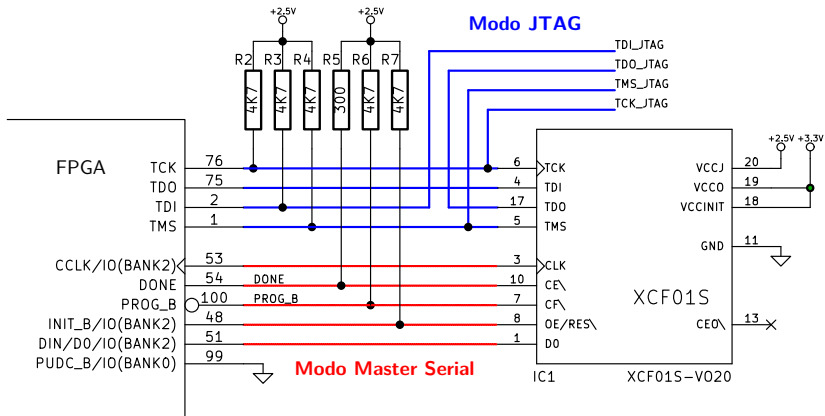 +2.5V +2.5V Modo JTAG
R2 R3 R4 R5 R6 R7
4K7 4K7 4K7 300 4K7 4K7
TDI_JTAG
TDO_JTAG
TMS_JTAG
TCK_JTAG
FPGA
TCK 76
TDO 75
TDI 2
TMS 1
CCLK/IO(BANK2) 53
DONE 54 DONE
PROG_B 100 PROG_B
INIT_B/IO(BANK2) 48
DIN/D0/IO(BANK2) 51
PUDC_B/IO(BANK0) 99
Modo Master Serial
6 TCK
4 TDI
17 TDO
5 TMS
3 CLK
10 CE\
7 CF\
8 OE/RES\
1 D0
+2.5V +3.3V
VCCJ 20
VCCO 19
VCCINIT 18
GND 11
XCF01S
CEO\ 13
IC1 XCF01S-VO20